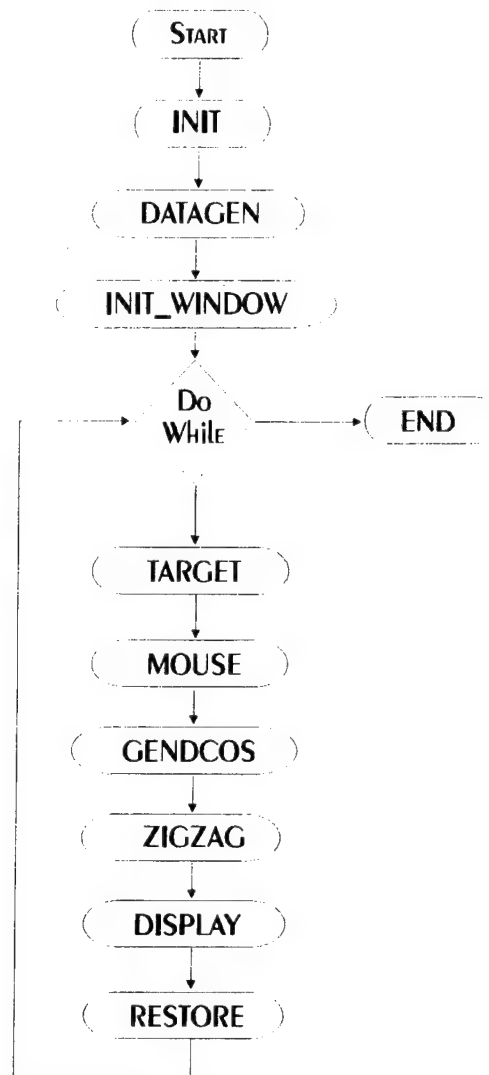 Start
INIT
DATAGEN
INIT_WINDOW
Do
While
END
TARGET
MOUSE
GENDCOS
ZIGZAG
DISPLAY
RESTORE